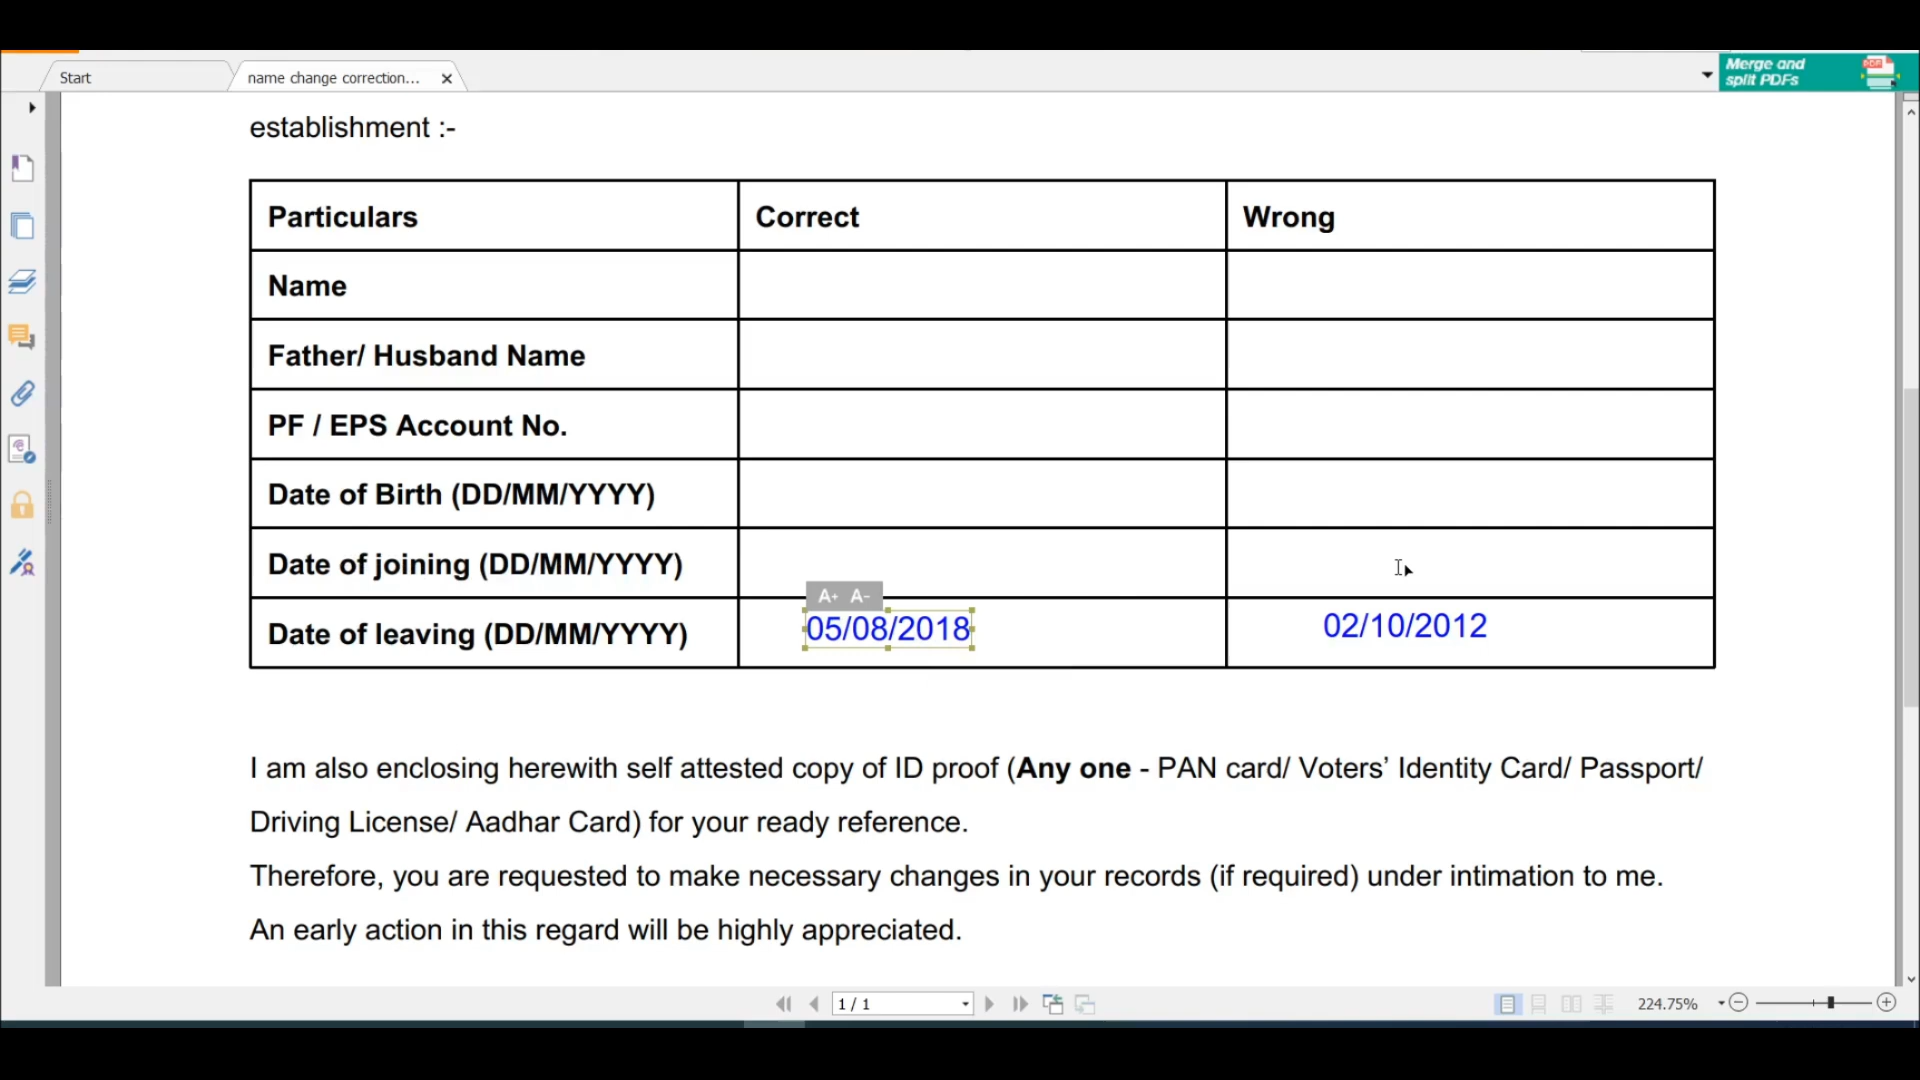 Start
name change correction...
Merge and
split PDFs
PDF
establishment :-
Particulars Correct Wrong
Name
Father/ Husband Name
PF / EPS Account No.
Date of Birth (DD/MM/YYYY)
Date of joining (DD/MM/YYYY)
A+ A-
Date of leaving (DD/MM/YYYY) 05/08/2018 02/10/2012
I am also enclosing herewith self attested copy of ID proof (Any one - PAN card/ Voters’ Identity Card/ Passport/
Driving License/ Aadhar Card) for your ready reference.
Therefore, you are requested to make necessary changes in your records (if required) under intimation to me.
An early action in this regard will be highly appreciated.
1 / 1
224.75%